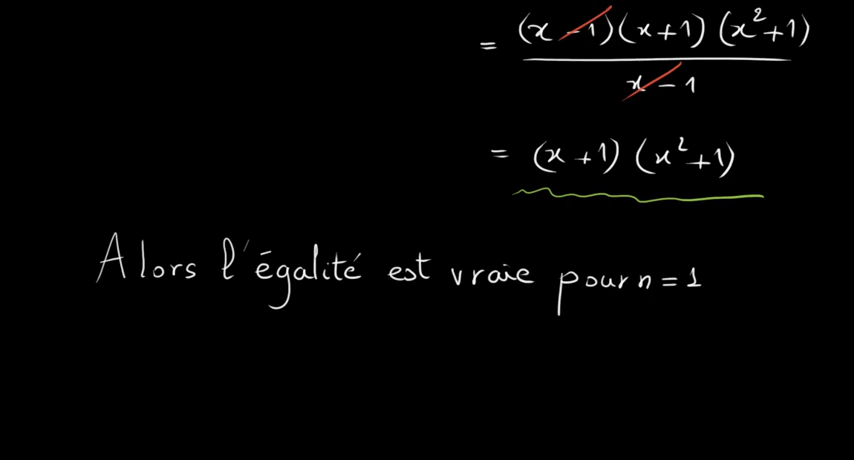 = (x - 1)(x+1) (x²+1)
x - 1
= (x +1) (x²+1)
Alors l'égalité est vraie pour n = 1